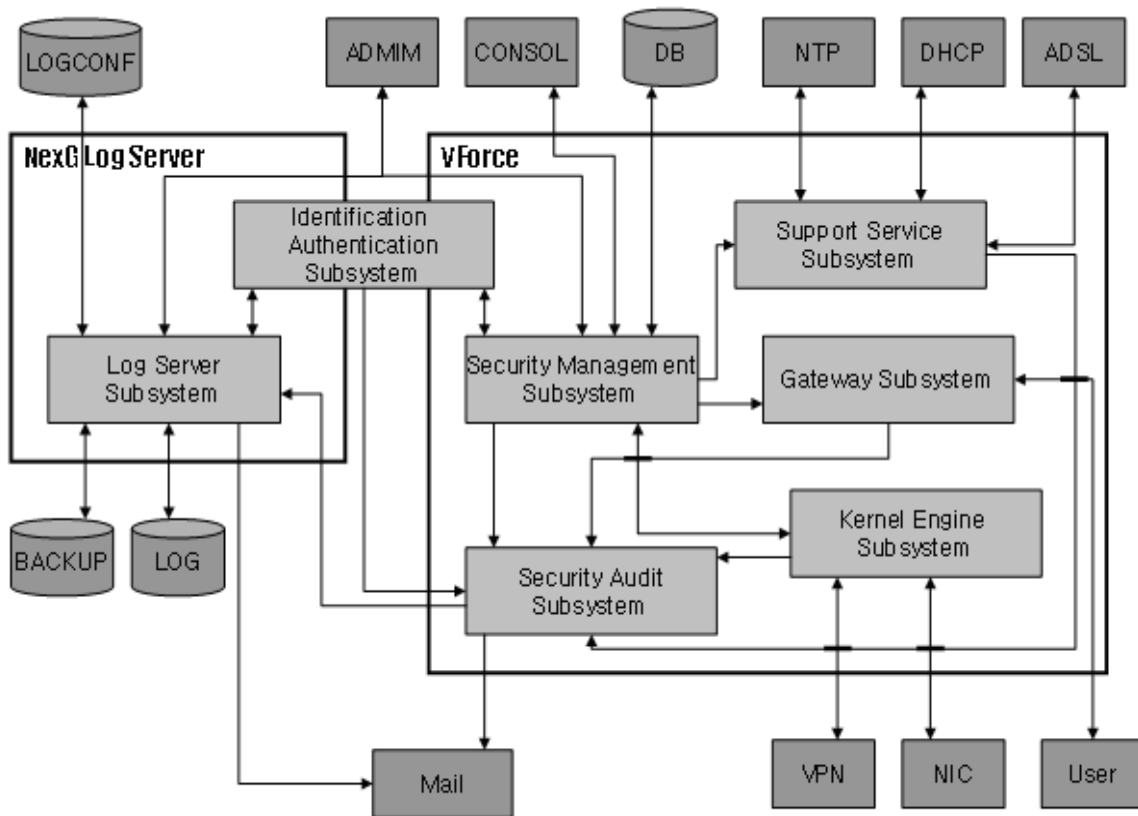 LOGCONF
ADMIM
CONSOL
DB
NTP
DHCP
ADSL
NexG Log Server
VForce
Identification
Authentication
Subsystem
Support Service
Subsystem
Log Server
Subsystem
Security Management
Subsystem
Gateway Subsystem
Kernel Engine
Subsystem
BACKUP
LOG
Security Audit
Subsystem
Mail
VPN
NIC
User